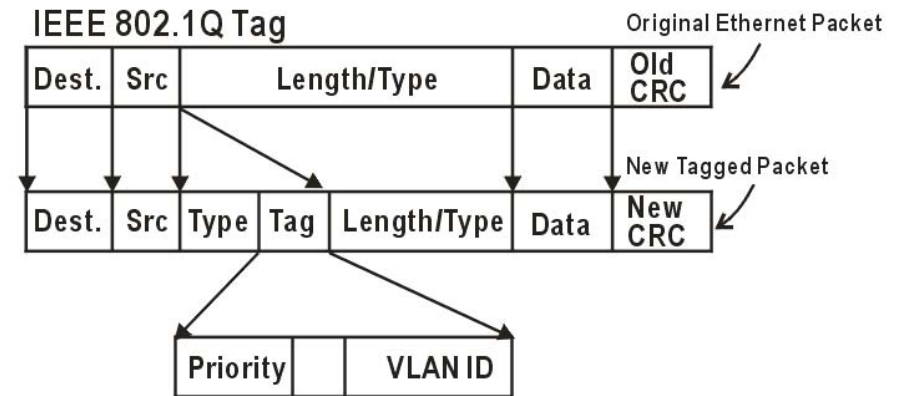 IEEE 802.1Q Tag
Original Ethernet Packet
Dest. Src Length/Type Data Old CRC
New Tagged Packet
Dest. Src Type Tag Length/Type Data New CRC
Priority VLAN ID